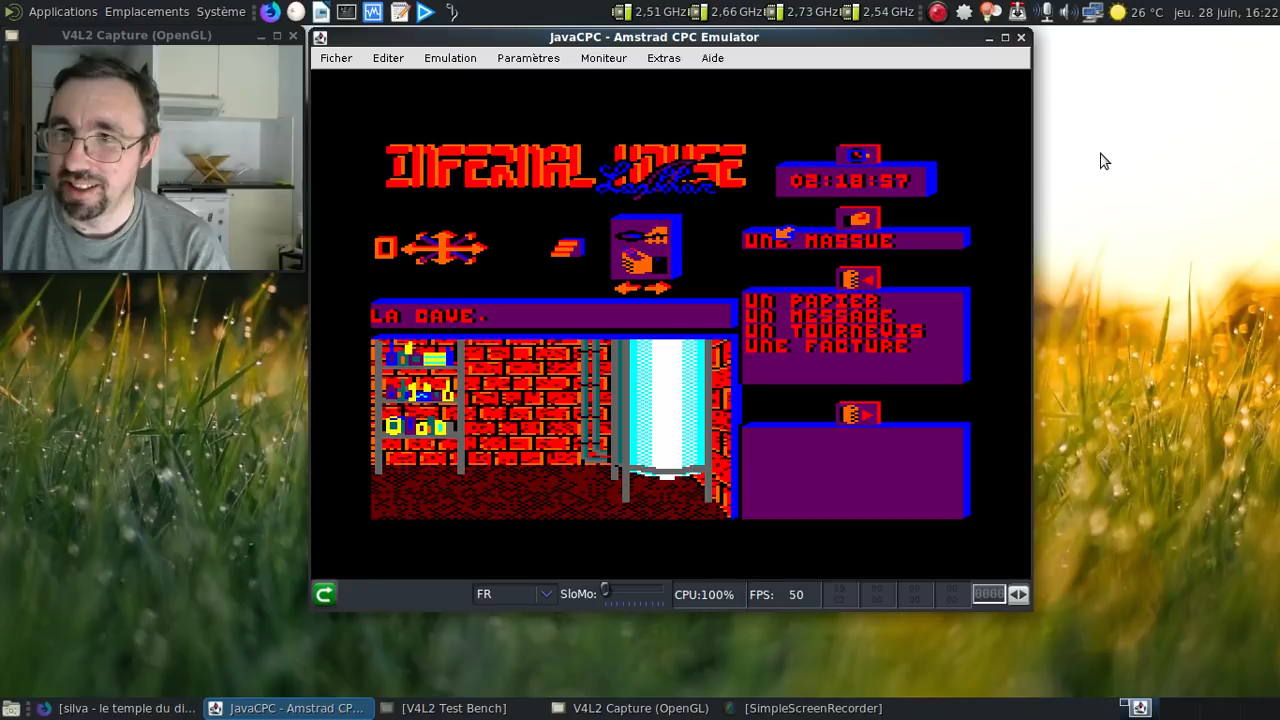 Applications Emplacements Système
2,51 GHz 2,66 GHz 2,73 GHz 2,54 GHz
26 °C jeu. 28 juin, 16:22
V4L2 Capture (OpenGL)
JavaCPC - Amstrad CPC Emulator
Fichier Editer Emulation Paramètres Moniteur Extras Aide
INFERNAL HOUSE
02:18:57
UNE MASSUE
UN PAPIER
UN MESSAGE
UN TOURNEVIS
UNE FACTURE
LA CAVE.
FR SloMo: CPU:100% FPS: 50
[silva - le temple du di... JavaCPC - Amstrad CP... [V4L2 Test Bench] V4L2 Capture (OpenGL) [SimpleScreenRecorder]